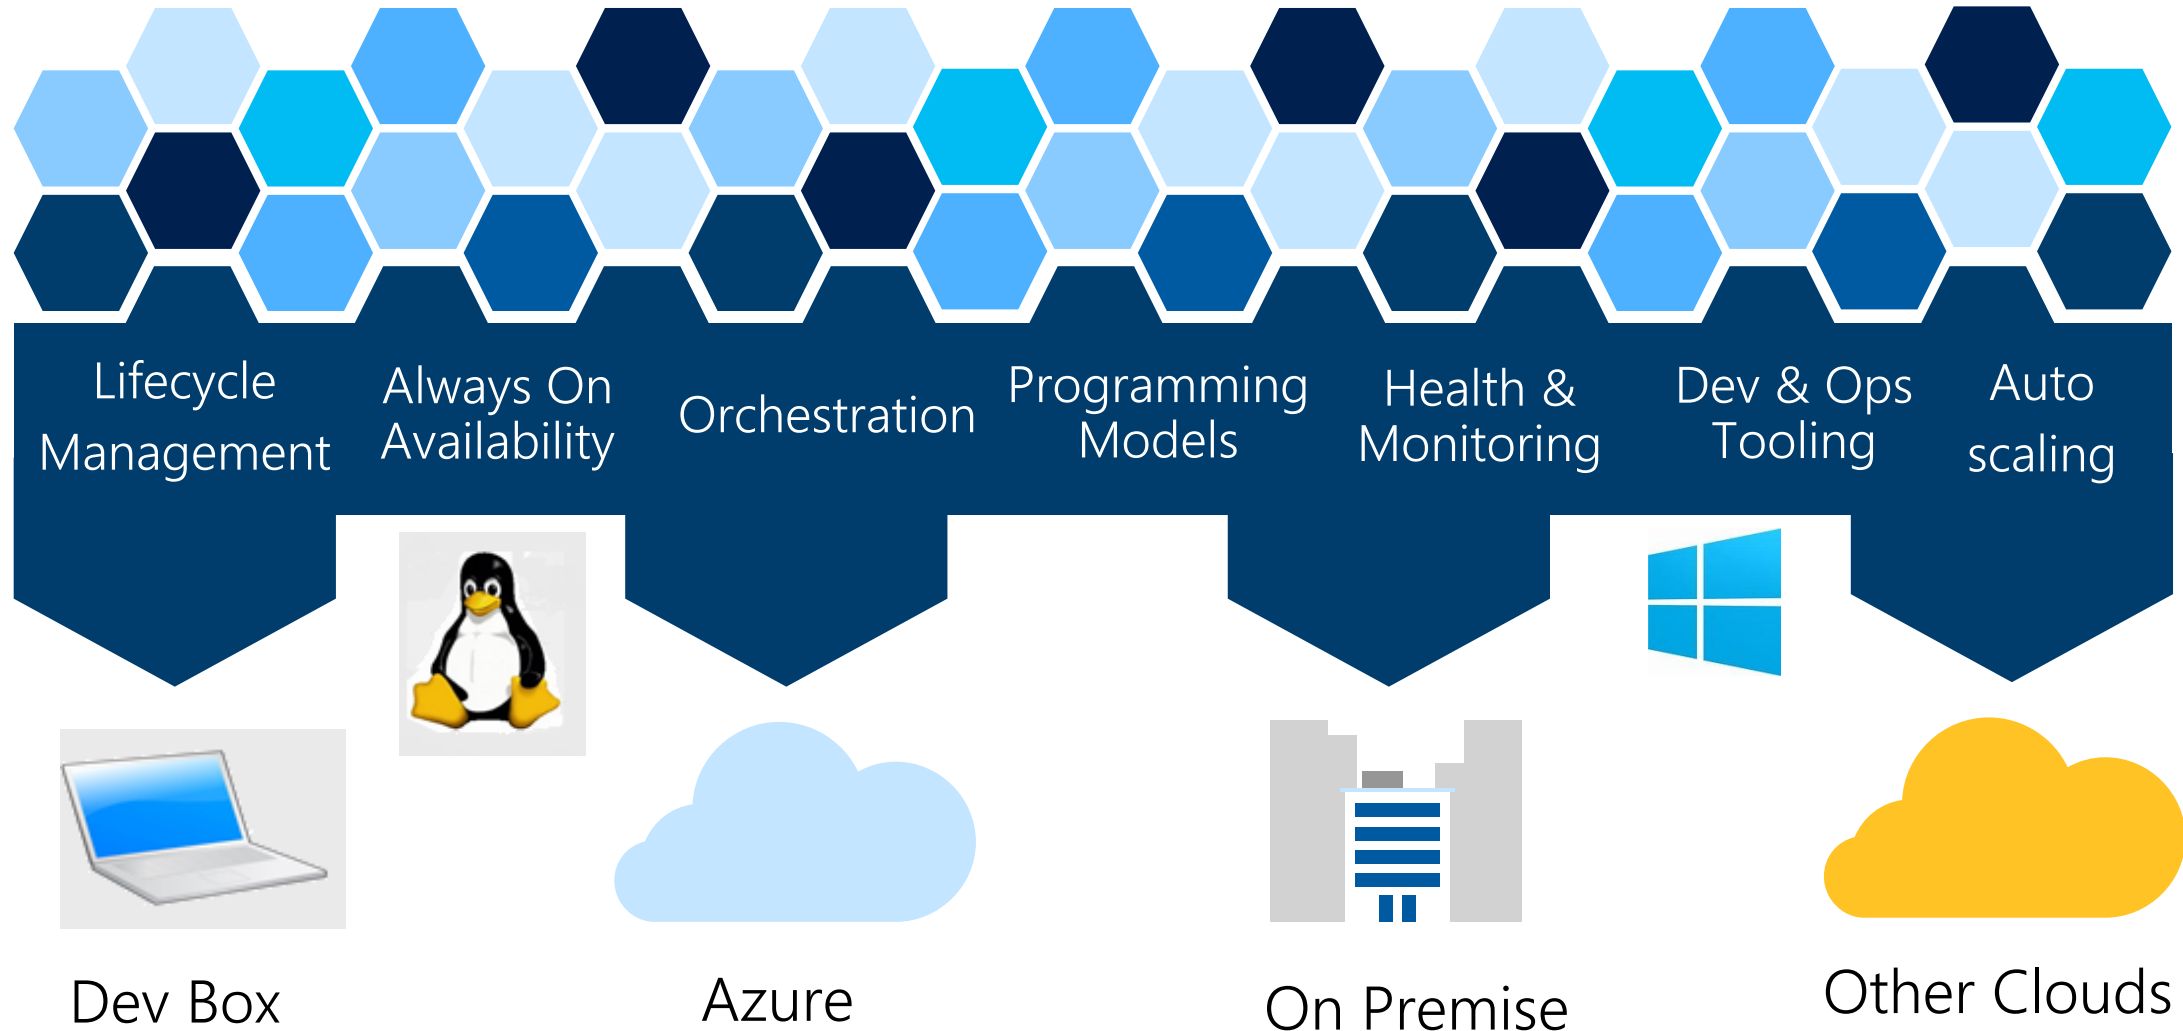 Lifecycle
Management
Always On
Availability
Orchestration
Programming
Models
Health &
Monitoring
Dev & Ops
Tooling
Auto
scaling
Dev Box
Azure
On Premise
Other Clouds